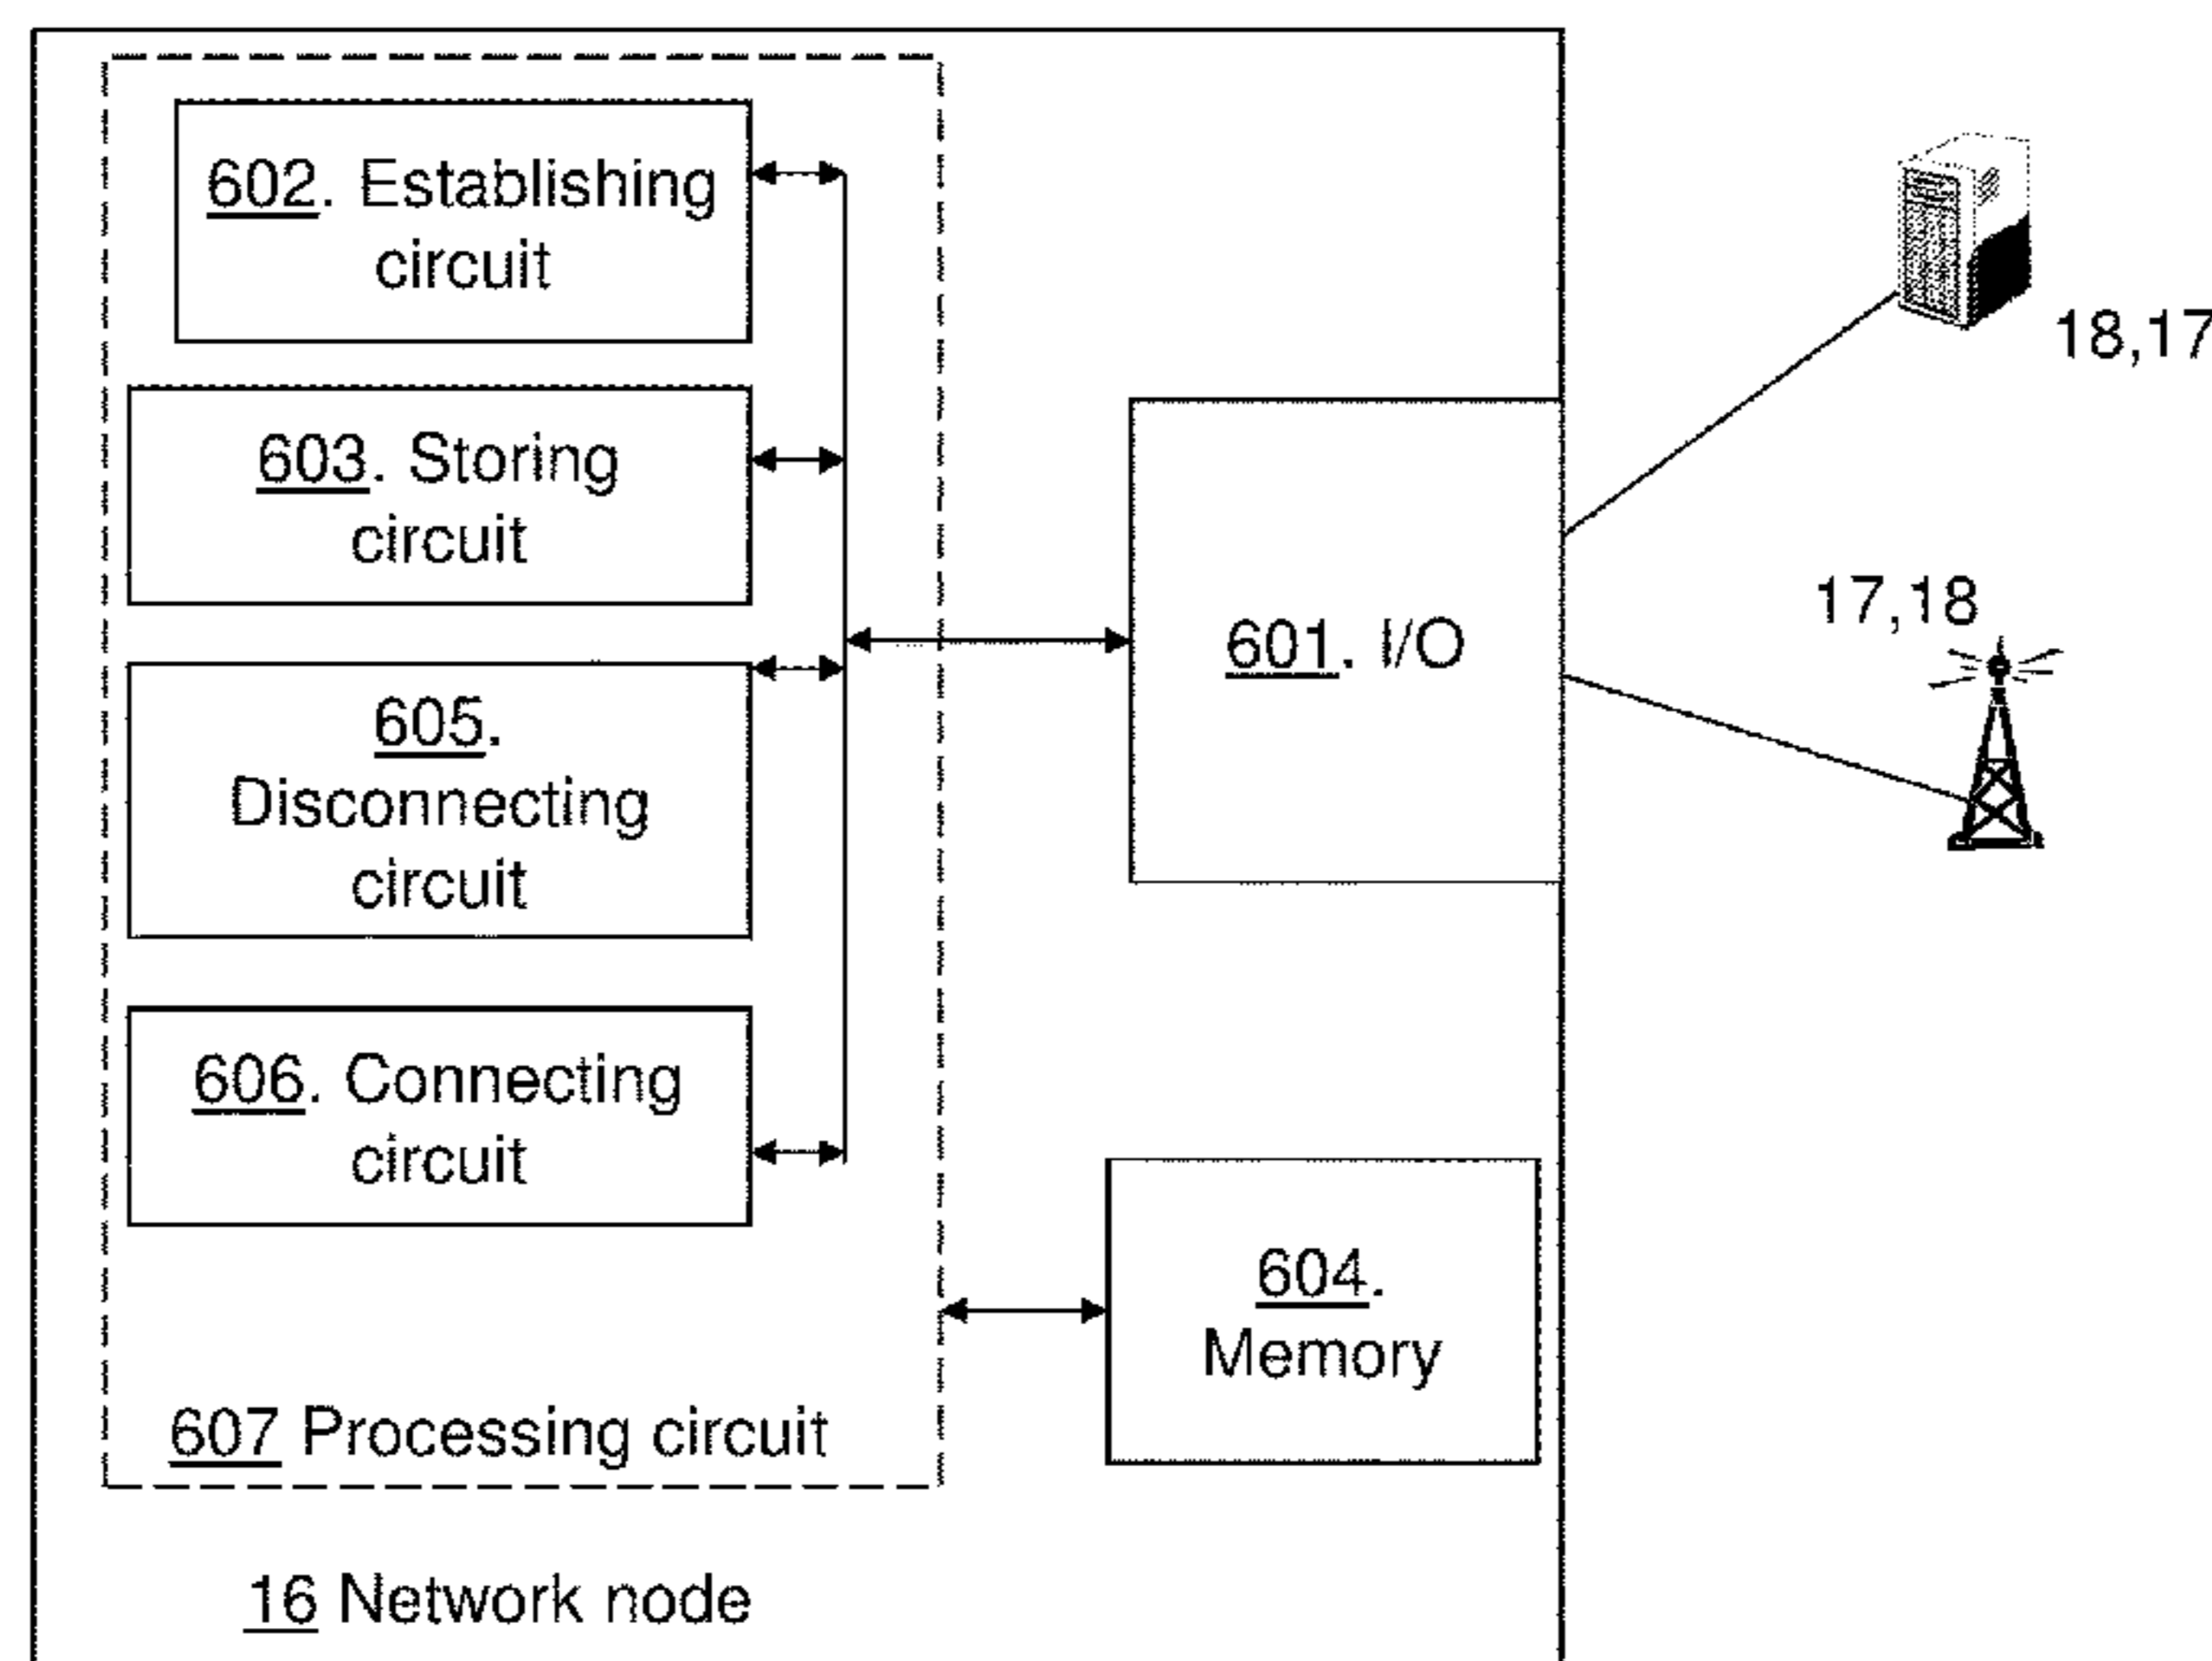 602. Establishing
circuit
603. Storing
circuit
605.
Disconnecting
circuit
606. Connecting
circuit
607 Processing circuit
16 Network node
601. I/O
604.
Memory
18,17
17,18